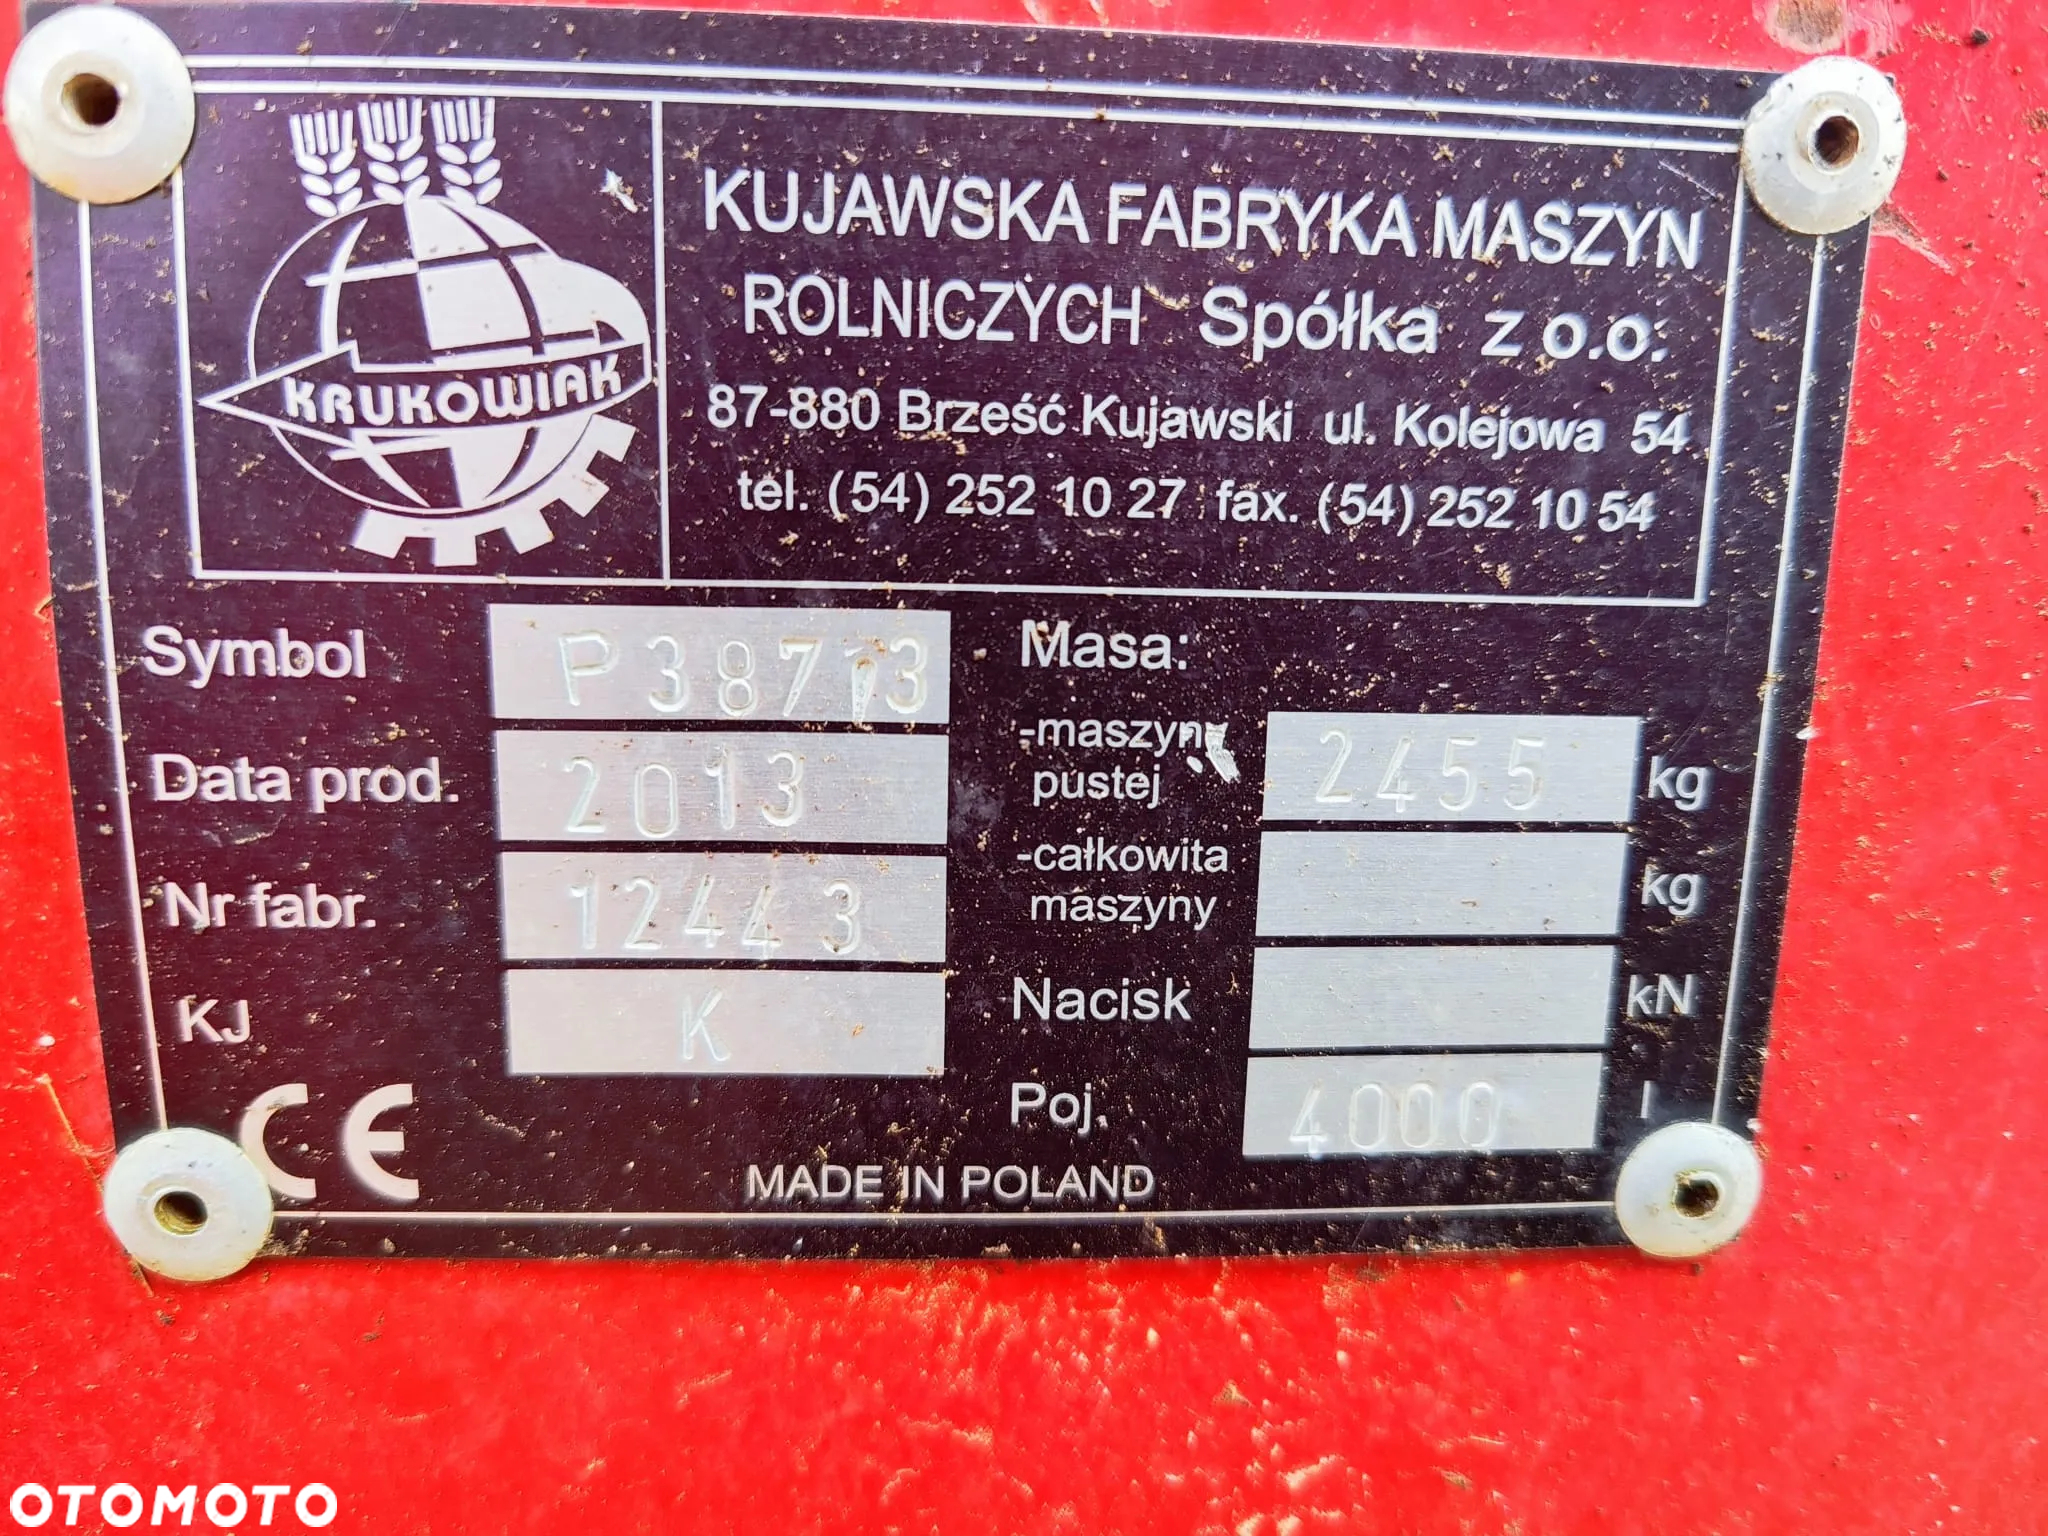 KRUKOWIAK
KUJAWSKA FABRYKA MASZYN
ROLNICZYCH Spółka z o.o.
87-880 Brześć Kujawski ul. Kolejowa 54
tel. (54) 252 10 27 fax. (54) 252 10 54
Symbol
Data prod. 2013
Nr fabr. 12443
KJ K
CE
Masa:
-maszyny
pustej 2455 kg
-całkowita
maszyny kg
Nacisk kN
Poj. 4000 l
MADE IN POLAND
OTOMOTO